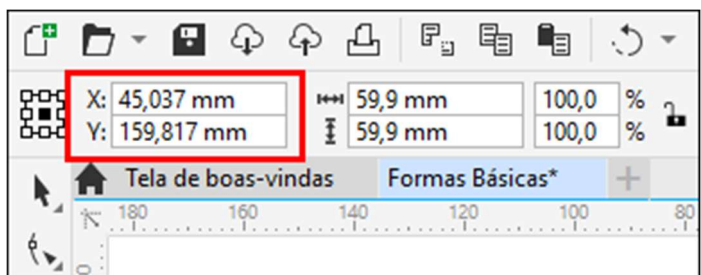 X: 45,037 mm 59,9 mm 100,0 %
Y: 159,817 mm 59,9 mm 100,0 %
Tela de boas-vindas Formas Básicas*
180 160 140 120 100 80
0